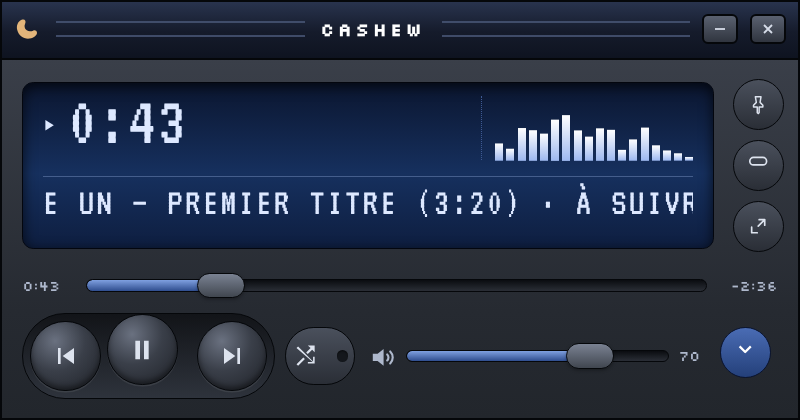 CASHEW
0:43
E UN - PREMIER TITRE (3:20) · À SUIVR
0:43
-2:36
70